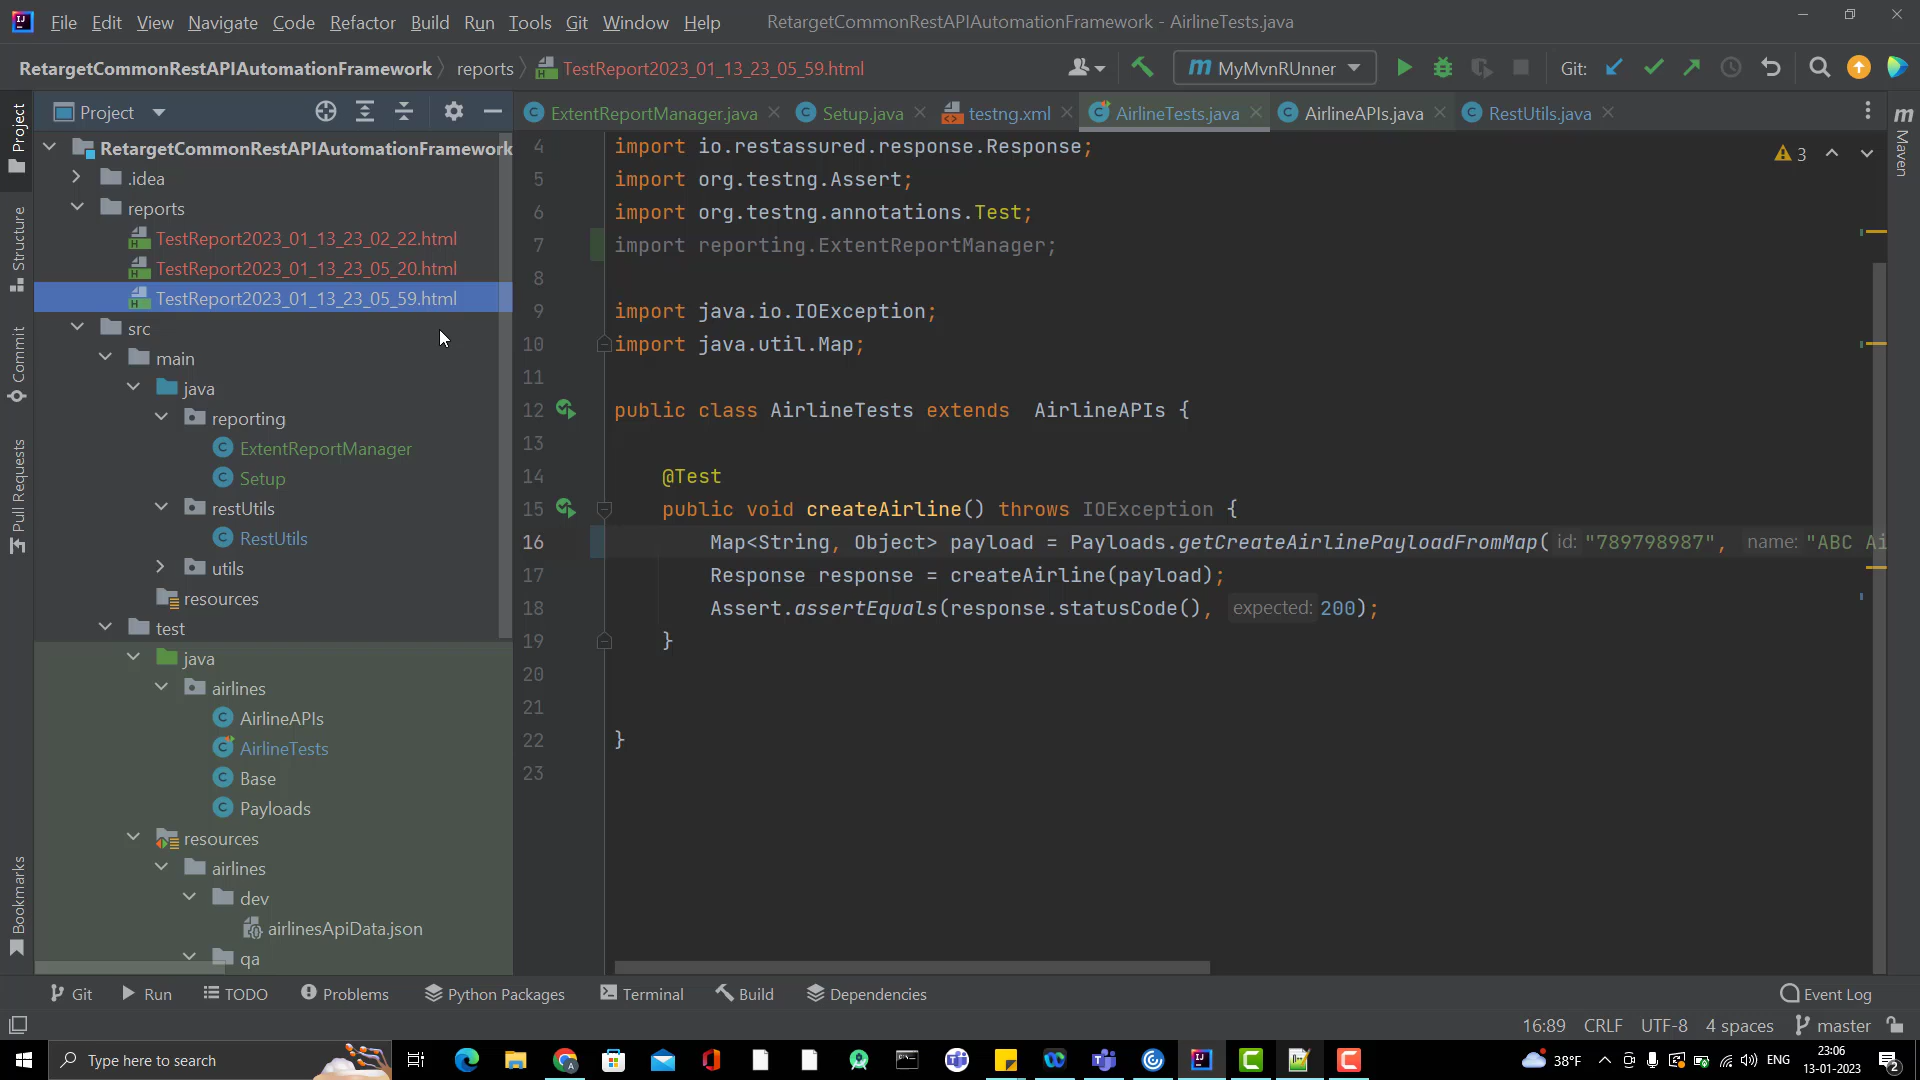 File Edit View Navigate Code Refactor Build Run Tools Git Window Help RetargetCommonRestAPIAutomationFramework - AirlineTests.java
RetargetCommonRestAPIAutomationFramework reports TestReport2023_01_13_23_05_59.html MyMvnRUnner Git:
Project ExtentReportManager.java Setup.java testng.xml AirlineTests.java AirlineAPIs.java RestUtils.java
Project
Structure
Commit
Pull Requests
Bookmarks
Maven
RetargetCommonRestAPIAutomationFramework
.idea
reports
TestReport2023_01_13_23_02_22.html
TestReport2023_01_13_23_05_20.html
TestReport2023_01_13_23_05_59.html
src
main
java
reporting
ExtentReportManager
Setup
restUtils
RestUtils
utils
resources
test
java
airlines
AirlineAPIs
AirlineTests
Base
Payloads
resources
airlines
dev
airlinesApiData.json
qa
3
4 import io.restassured.response.Response;
5 import org.testng.Assert;
6 import org.testng.annotations.Test;
7 import reporting.ExtentReportManager;
8
9 import java.io.IOException;
10 import java.util.Map;
11
12 public class AirlineTests extends  AirlineAPIs {
13
14 @Test
15 public void createAirline() throws IOException {
16 Map<String, Object> payload = Payloads.getCreateAirlinePayloadFromMap( id: "789798987", name: "ABC Ai
17 Response response = createAirline(payload);
18 Assert.assertEquals(response.statusCode(), expected: 200);
19 }
20
21
22 }
23
Git Run TODO Problems Python Packages Terminal Build Dependencies Event Log
16:89 CRLF UTF-8 4 spaces master
Type here to search 38°F ENG 23:06
13-01-2023 2